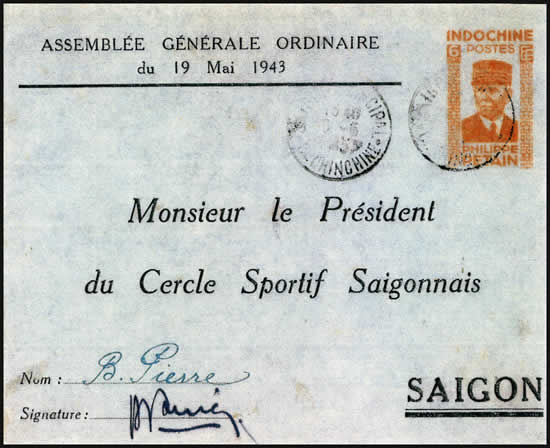 ASSEMBLÉE GÉNÉRALE ORDINAIRE
du 19 Mai 1943
INDOCHINE
6c POSTES 6c
PHILIPPE
PETAIN
COCHINCHINE
Monsieur le Président
du Cercle Sportif Saigonnais
Nom : B. Pierre
Signature :
SAIGON